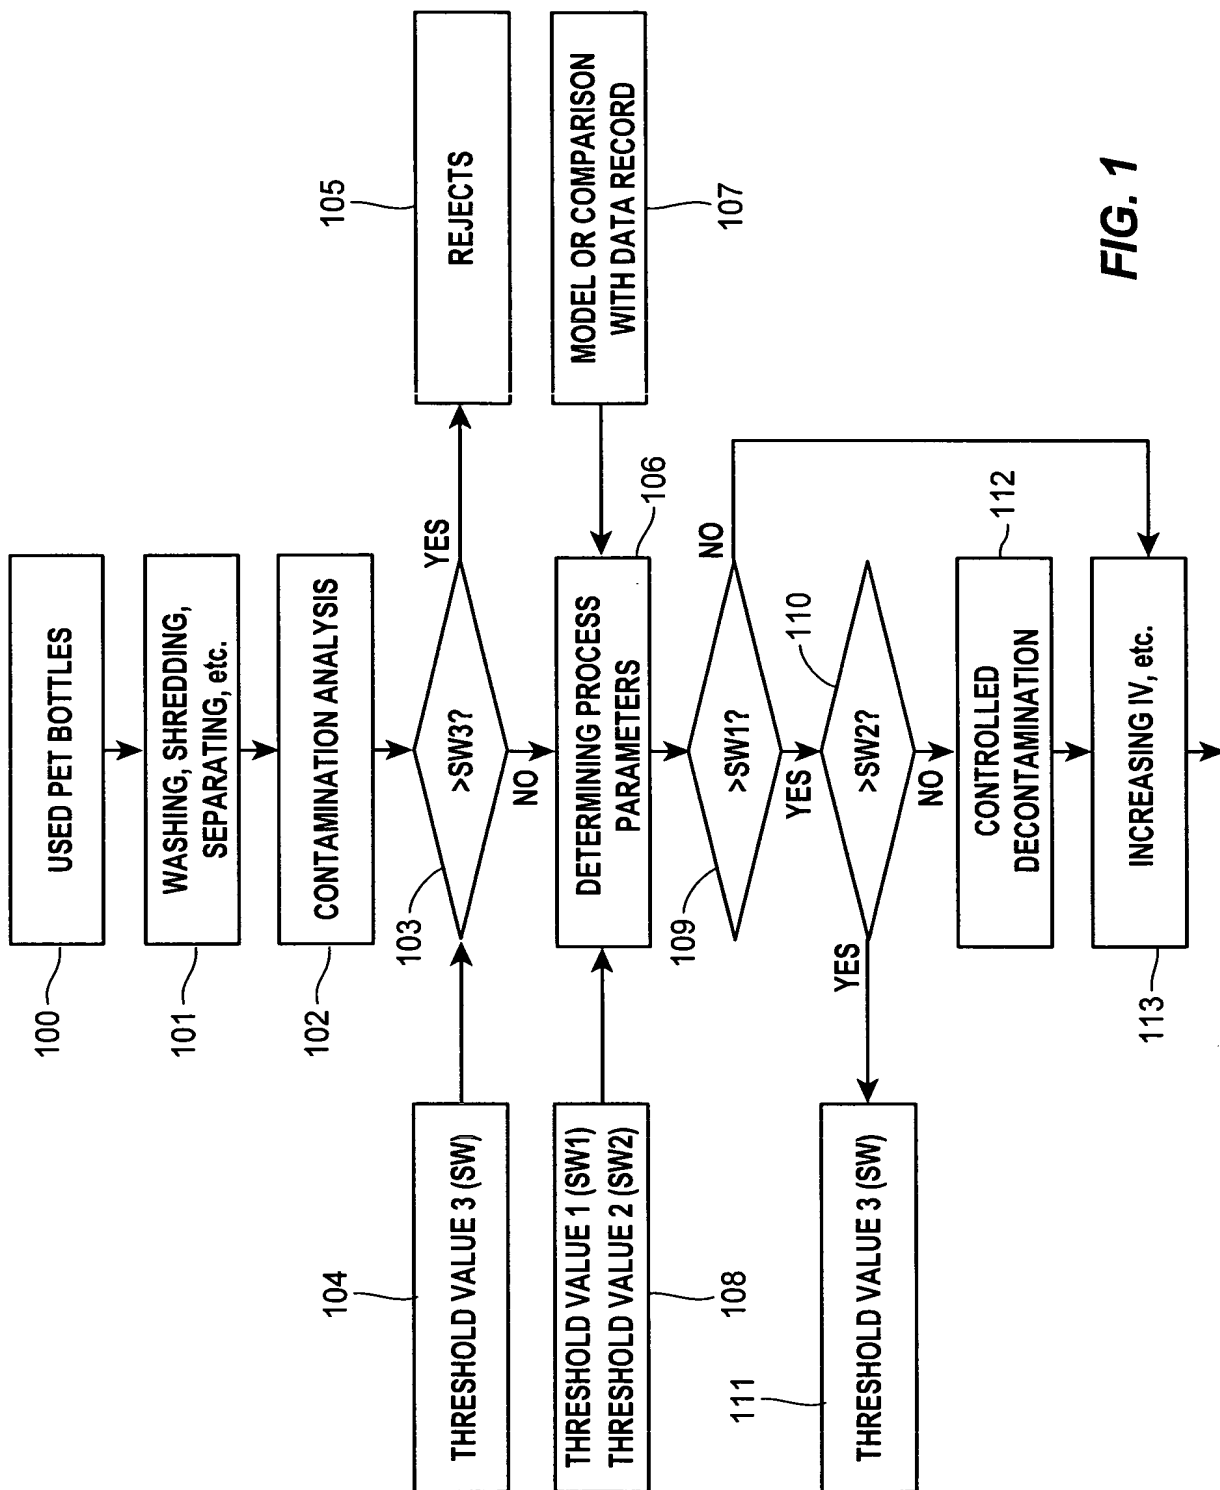 100
USED PET BOTTLES
101
WASHING, SHREDDING,
SEPARATING, etc.
102
CONTAMINATION ANALYSIS
104
THRESHOLD VALUE 3 (SW)
103
>SW3?
YES
NO
105
REJECTS
108
THRESHOLD VALUE 1 (SW1)
THRESHOLD VALUE 2 (SW2)
DETERMINING PROCESS
PARAMETERS
106
MODEL OR COMPARISON
WITH DATA RECORD
107
109
>SW1?
NO
YES
110
>SW2?
YES
NO
111
THRESHOLD VALUE 3 (SW)
112
CONTROLLED
DECONTAMINATION
113
INCREASING IV, etc.
FIG. 1